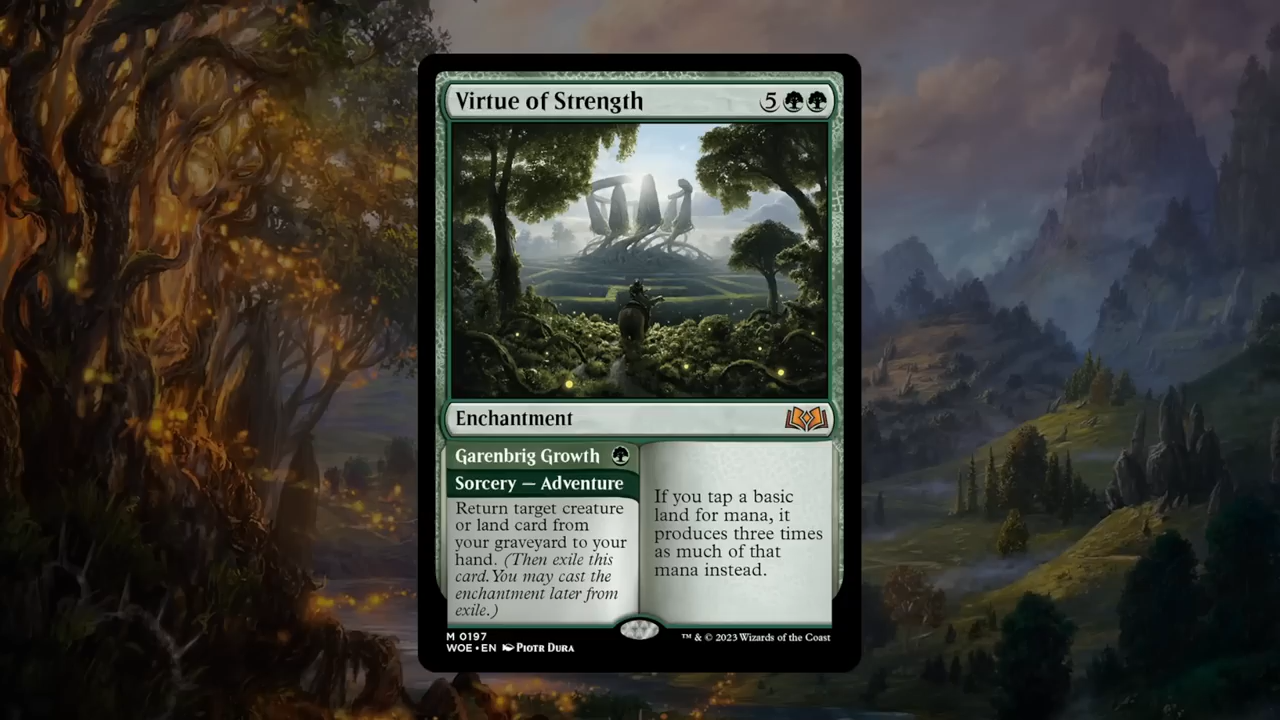 Virtue of Strength 5
Enchantment
Garenbrig Growth
Sorcery — Adventure
Return target creature
or land card from
your graveyard to your
hand. (Then exile this
card.You may cast the
enchantment later from
exile.)
If you tap a basic
land for mana, it
produces three times
as much of that
mana instead.
M 0197
WOE • EN Piotr Dura
™ & © 2023 Wizards of the Coast